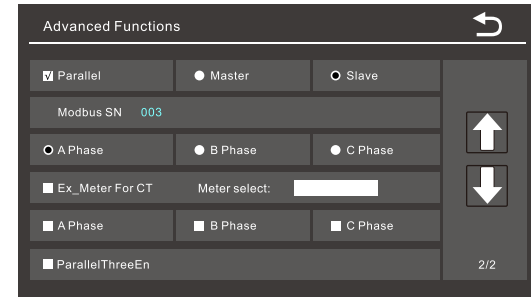 Advanced Functions
Parallel Master Slave
Modbus SN 003
A Phase B Phase C Phase
Ex_Meter For CT Meter select:
A Phase B Phase C Phase
ParallelThreeEn 2/2